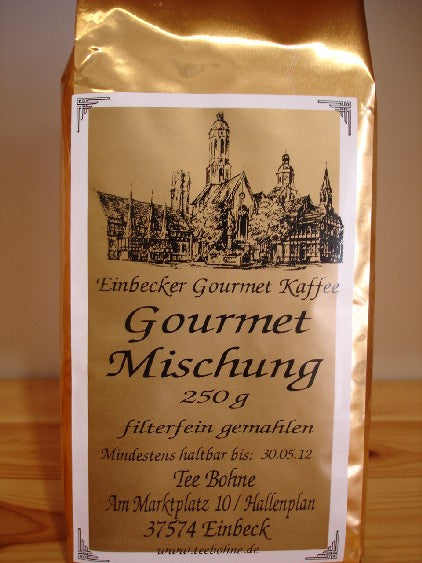 Einbecker Gourmet Kaffee
Gourmet
Mischung
250 g
filterfein gemahlen
Mindestens haltbar bis: 30.05.12
Tee Bohne
Am Marktplatz 10 / Hallenplan
37574 Einbeck
www.teebohne.de